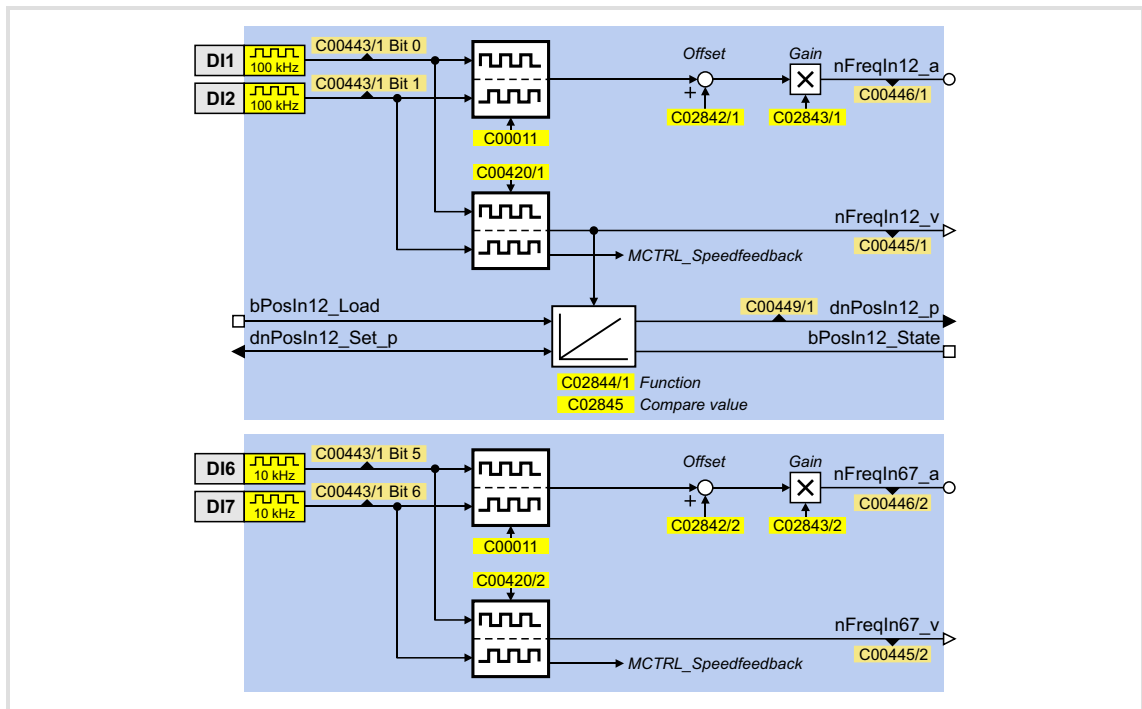 DI1
100 kHz
C00443/1 Bit 0
DI2
100 kHz
C00443/1 Bit 1
C00011
Offset
+
C02842/1
Gain
C02843/1
nFreqIn12_a
C00446/1
C00420/1
nFreqIn12_v
C00445/1
MCTRL_Speedfeedback
bPosIn12_Load
dnPosIn12_Set_p
C00449/1
dnPosIn12_p
bPosIn12_State
C02844/1 Function
C02845 Compare value
DI6
10 kHz
C00443/1 Bit 5
DI7
10 kHz
C00443/1 Bit 6
C00011
Offset
+
C02842/2
Gain
C02843/2
nFreqIn67_a
C00446/2
C00420/2
nFreqIn67_v
C00445/2
MCTRL_Speedfeedback